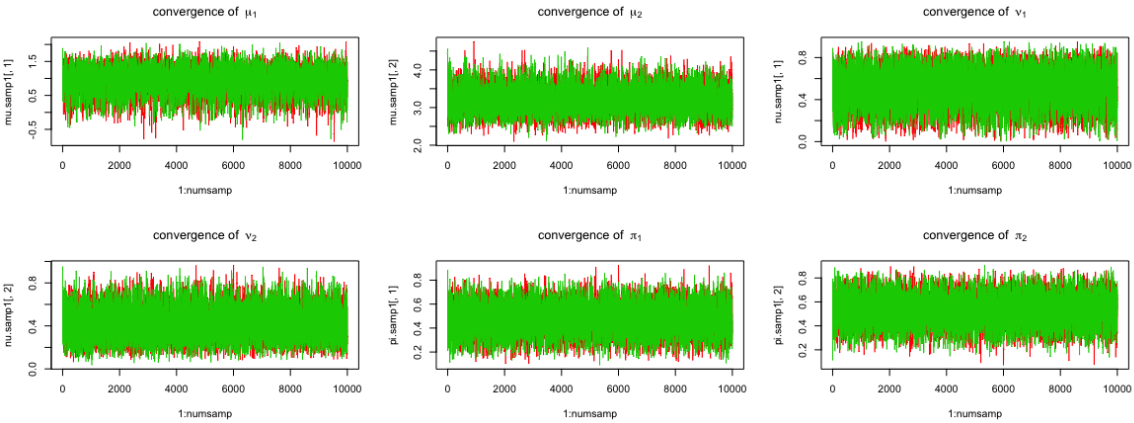 convergence of μ1
mu.samp1[, 1]
-0.5 0.5 1.5
0 2000 4000 6000 8000 10000
1:numsamp
convergence of μ2
mu.samp1[, 2]
2.0 3.0 4.0
0 2000 4000 6000 8000 10000
1:numsamp
convergence of ν1
nu.samp1[, 1]
0.0 0.4 0.8
0 2000 4000 6000 8000 10000
1:numsamp
convergence of ν2
nu.samp1[, 2]
0.0 0.4 0.8
0 2000 4000 6000 8000 10000
1:numsamp
convergence of π1
pi.samp1[, 1]
0.2 0.4 0.6 0.8
0 2000 4000 6000 8000 10000
1:numsamp
convergence of π2
pi.samp1[, 2]
0.2 0.4 0.6 0.8
0 2000 4000 6000 8000 10000
1:numsamp